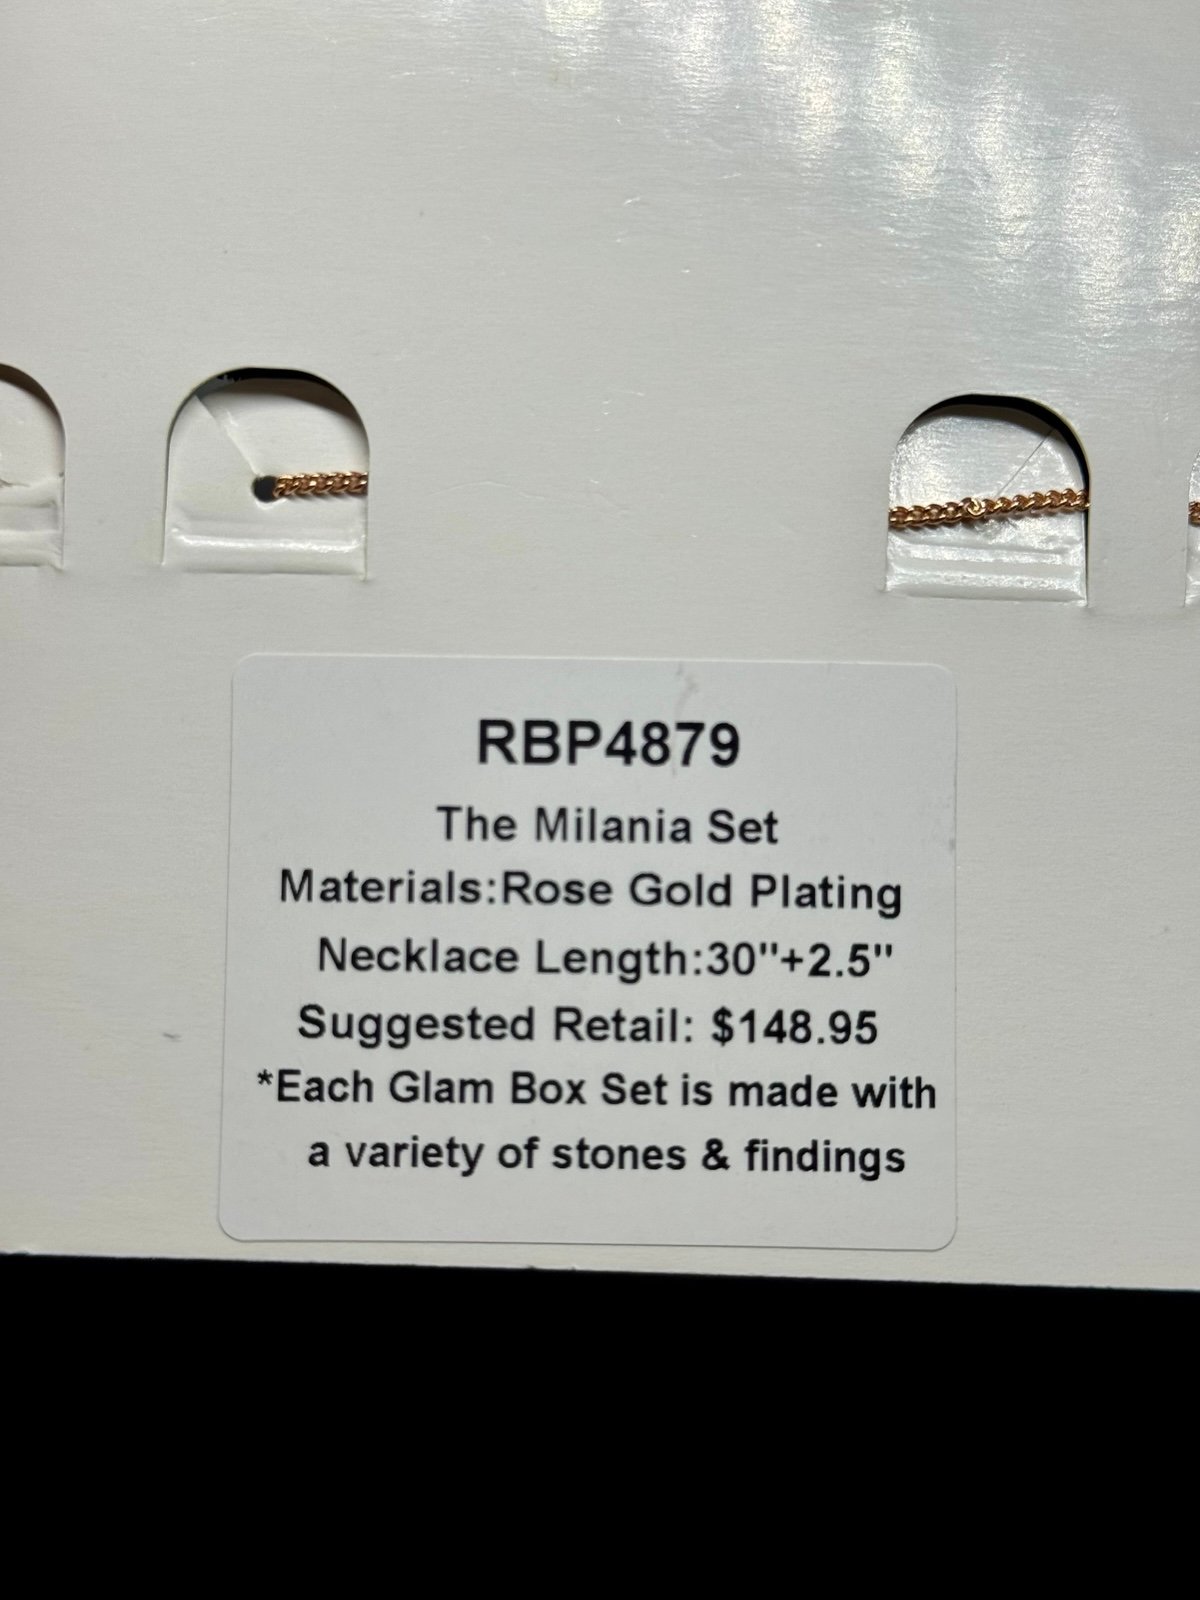 RBP4879
The Milania Set
Materials:Rose Gold Plating
Necklace Length:30"+2.5"
Suggested Retail: $148.95
*Each Glam Box Set is made with
a variety of stones & findings